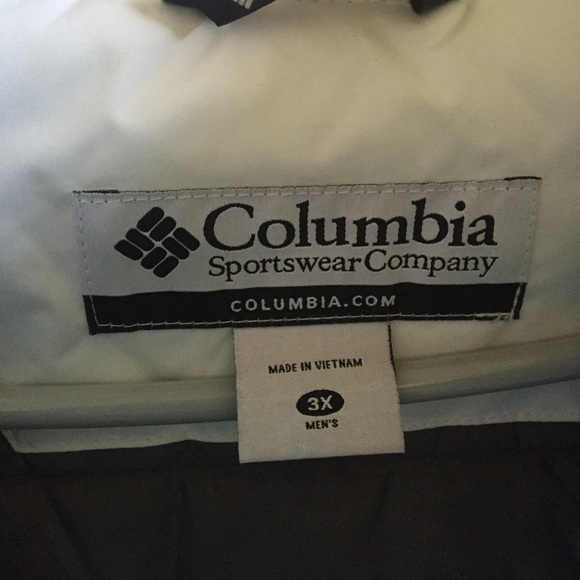 Columbia
Sportswear Company
COLUMBIA.COM
MADE IN VIETNAM
3X
MEN'S